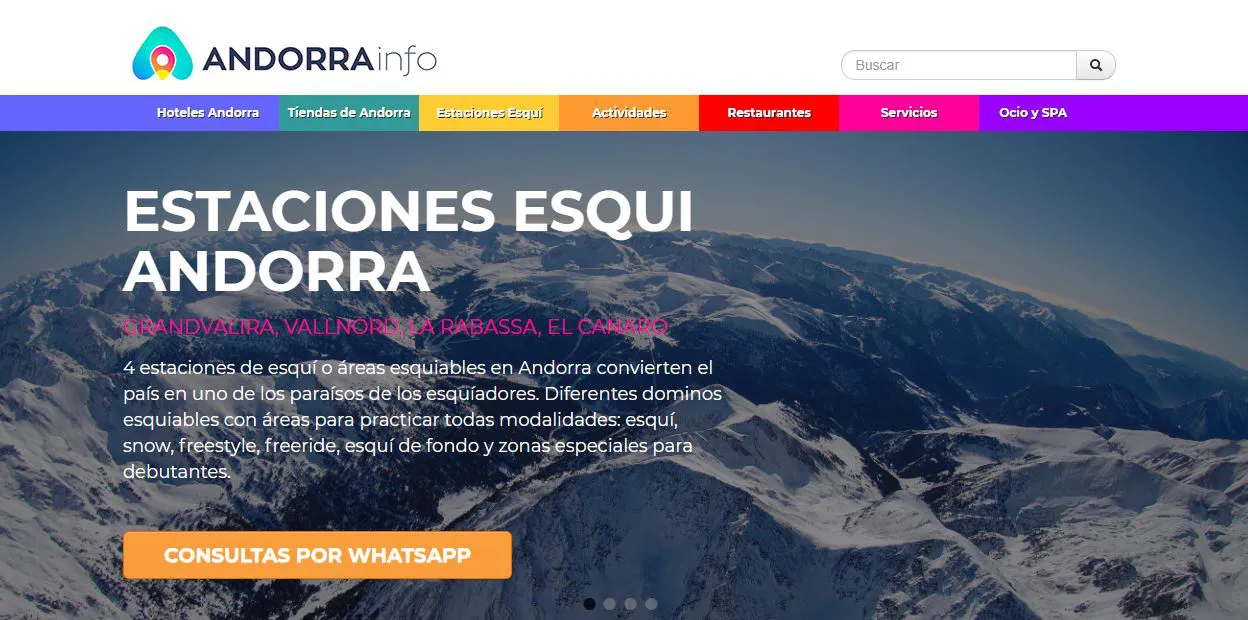 ANDORRAinfo
Buscar
Hoteles Andorra
Tiendas de Andorra
Estaciones Esquí
Actividades
Restaurantes
Servicios
Ocio y SPA
ESTACIONES ESQUI
ANDORRA
GRANDVALIRA, VALLNORD, LA RABASSA, EL CANARO
4 estaciones de esquí o áreas esquiables en Andorra convierten el
país en uno de los paraísos de los esquíadores. Diferentes dominos
esquiables con áreas para practicar todas modalidades: esquí,
snow, freestyle, freeride, esquí de fondo y zonas especiales para
debutantes.
CONSULTAS POR WHATSAPP